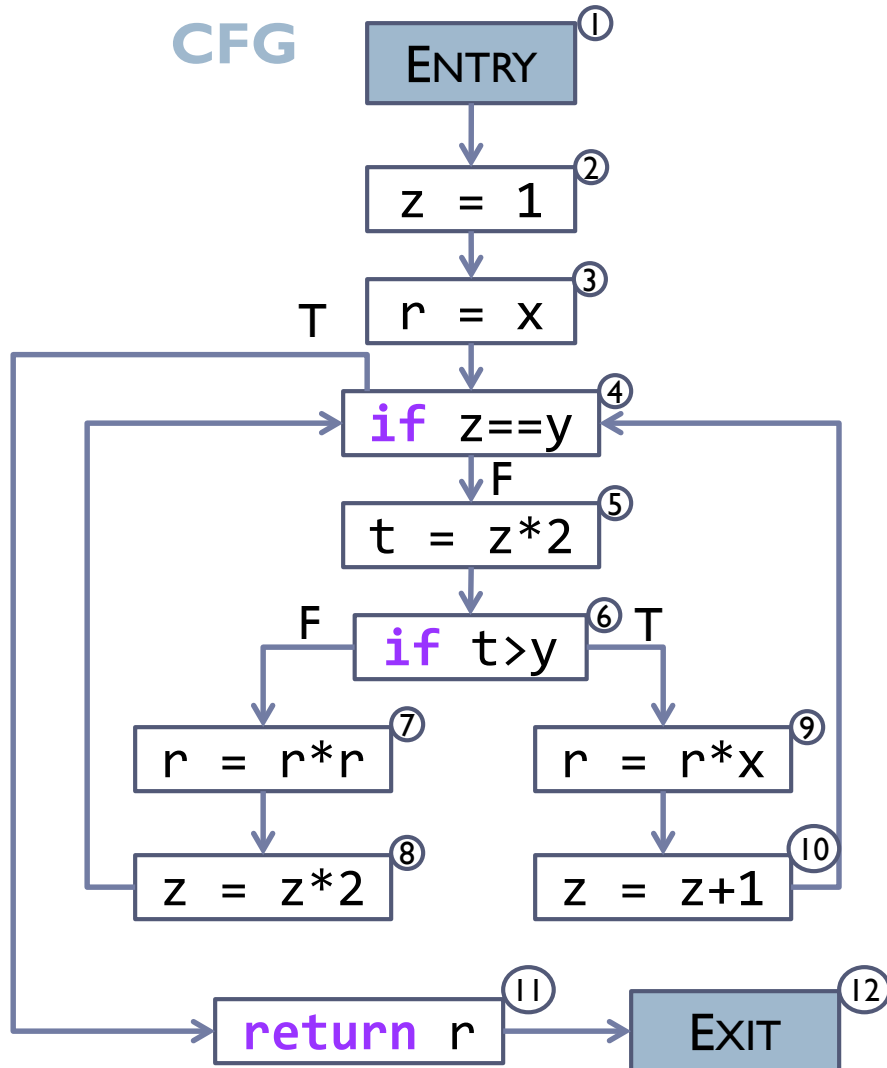 CFG
1
ENTRY
2
z = 1
3
r = x
T
4
if z==y
F
5
t = z*2
F
6
T
if t>y
7
r = r*r
9
r = r*x
8
z = z*2
10
z = z+1
11
return r
12
EXIT